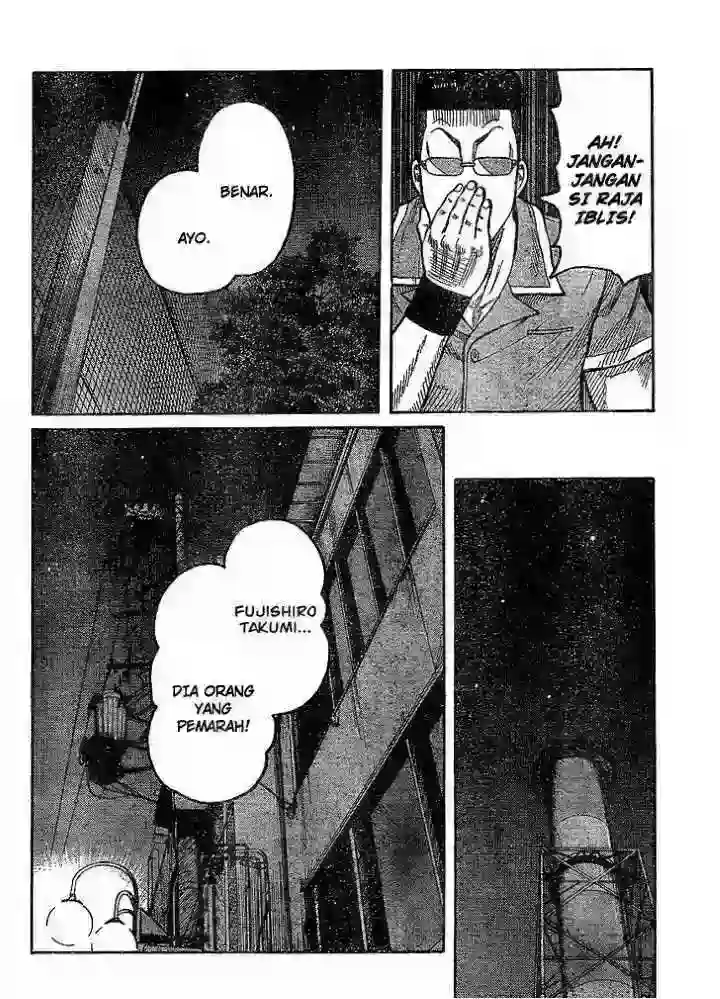 AH!
JANGAN-
JANGAN
SI RAJA
IBLIS!
BENAR.
AYO.
FUJISHIRO
TAKUMI...
DIA ORANG
YANG
PEMARAH!